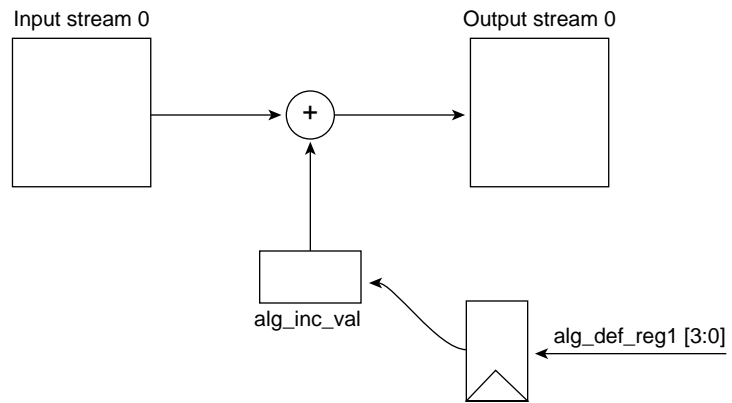 Input stream 0
Output stream 0
+
alg_inc_val
alg_def_reg1 [3:0]